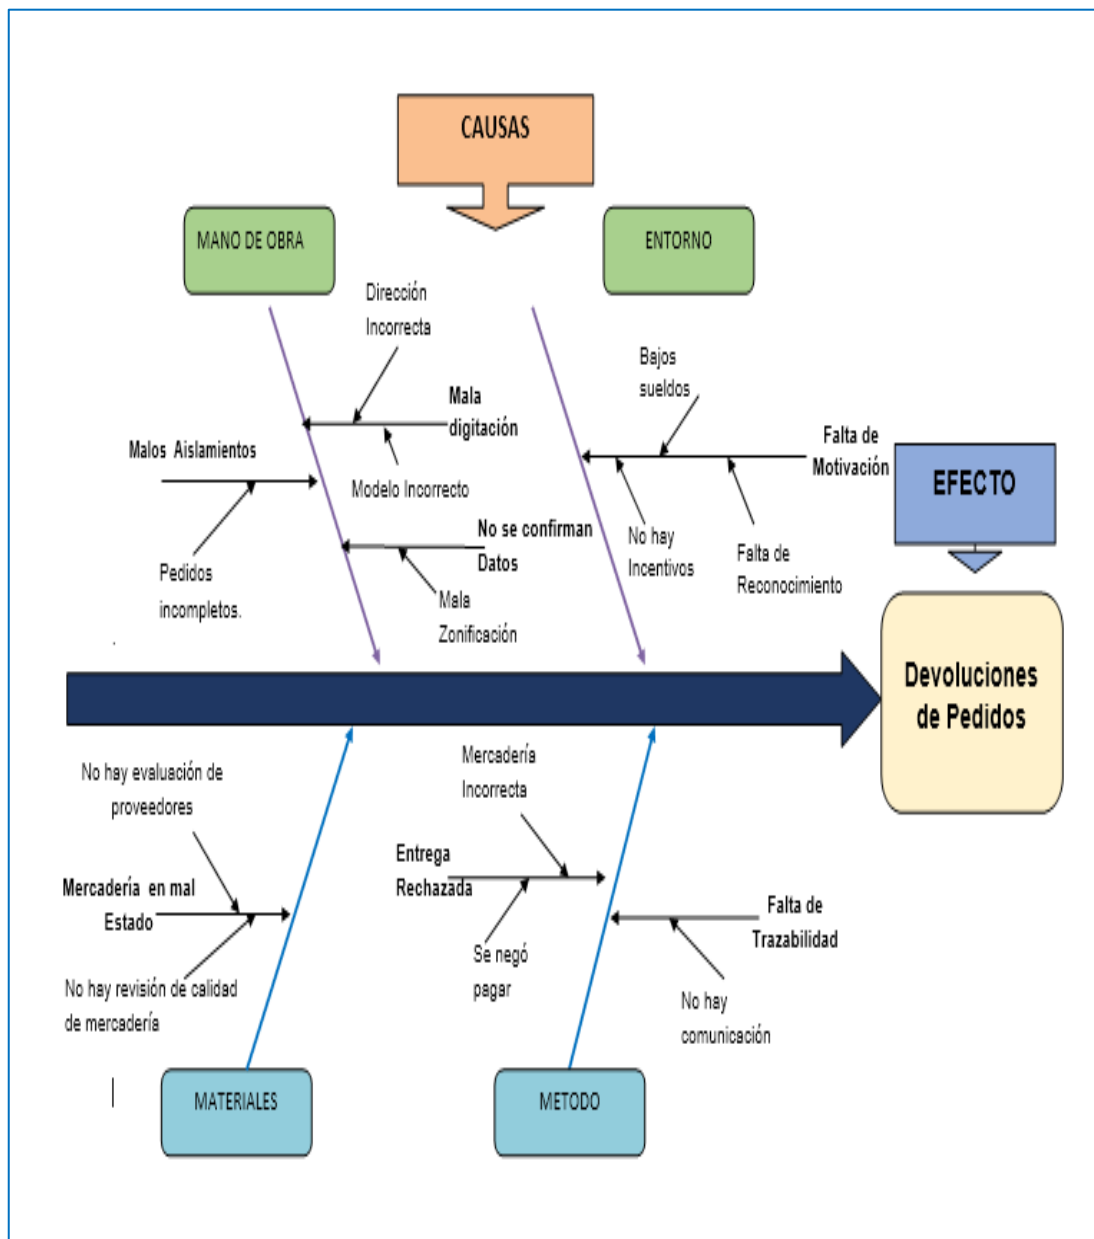 CAUSAS
MANO DE OBRA
ENTORNO
Dirección
Incorrecta
Mala
digitación
Malos Aislamientos
Modelo Incorrecto
No se confirman
Datos
Pedidos
incompletos.
Mala
Zonificación
Bajos
sueldos
Falta de
Motivación
No hay
Incentivos
Falta de
Reconocimiento
EFECTO
Devoluciones
de Pedidos
No hay evaluación de
proveedores
Mercadería en mal
Estado
No hay revisión de calidad
de mercadería
Mercadería
Incorrecta
Entrega
Rechazada
Se negó
pagar
Falta de
Trazabilidad
No hay
comunicación
MATERIALES
METODO